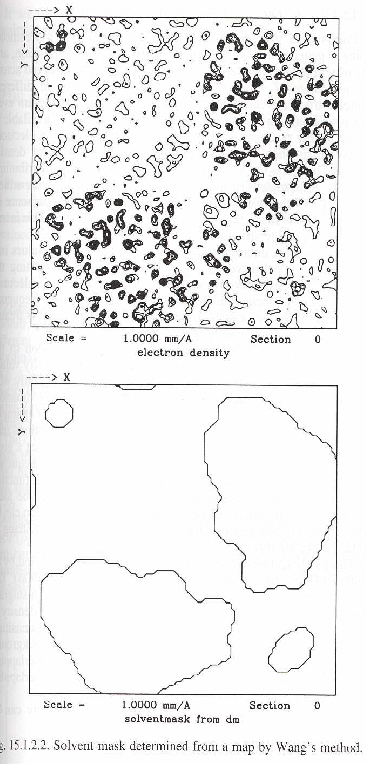 ----> X
Y <----
Scale = 1.0000 mm/A Section 0
electron density
----> X
Y <----
Scale = 1.0000 mm/A Section 0
solventmask from dm
g. 15.1.2.2. Solvent mask determined from a map by Wang's method.